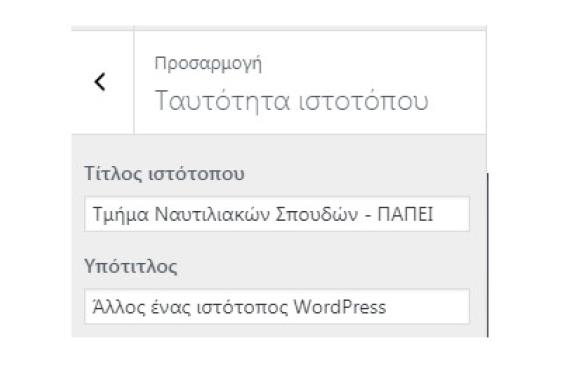 Προσαρμογή
Ταυτότητα ιστοτόπου
Τίτλος ιστότοπου
Τμήμα Ναυτιλιακών Σπουδών - ΠΑΠΕΙ
Υπότιτλος
Άλλος ένας ιστότοπος WordPress